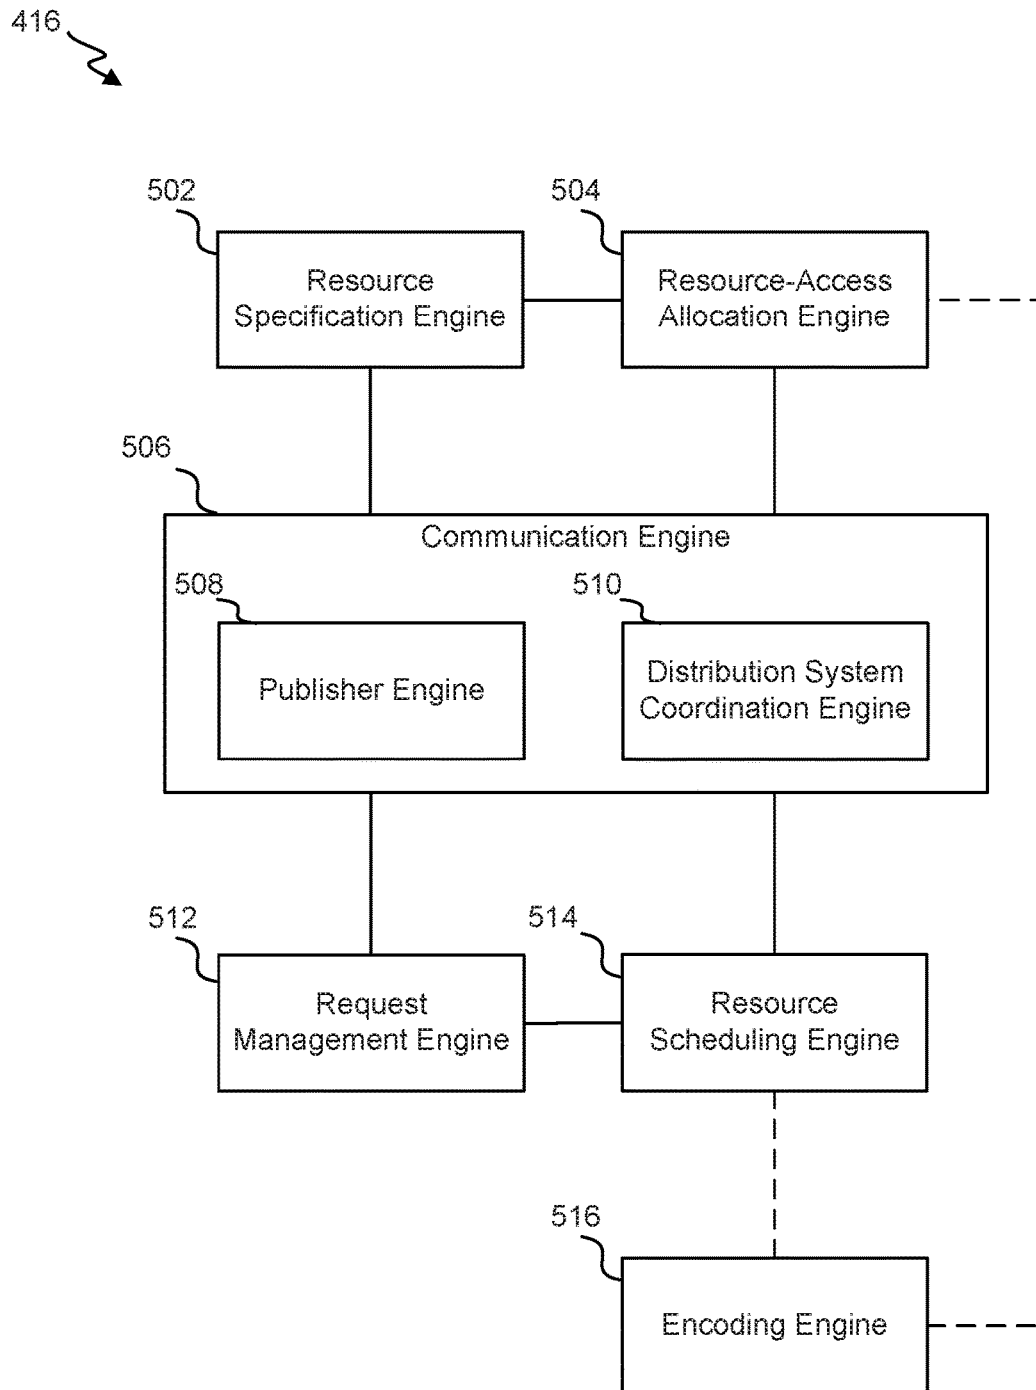 416
502
504
Resource
Specification Engine
Resource-Access
Allocation Engine
506
Communication Engine
508
510
Publisher Engine
Distribution System
Coordination Engine
512
514
Request
Management Engine
Resource
Scheduling Engine
516
Encoding Engine